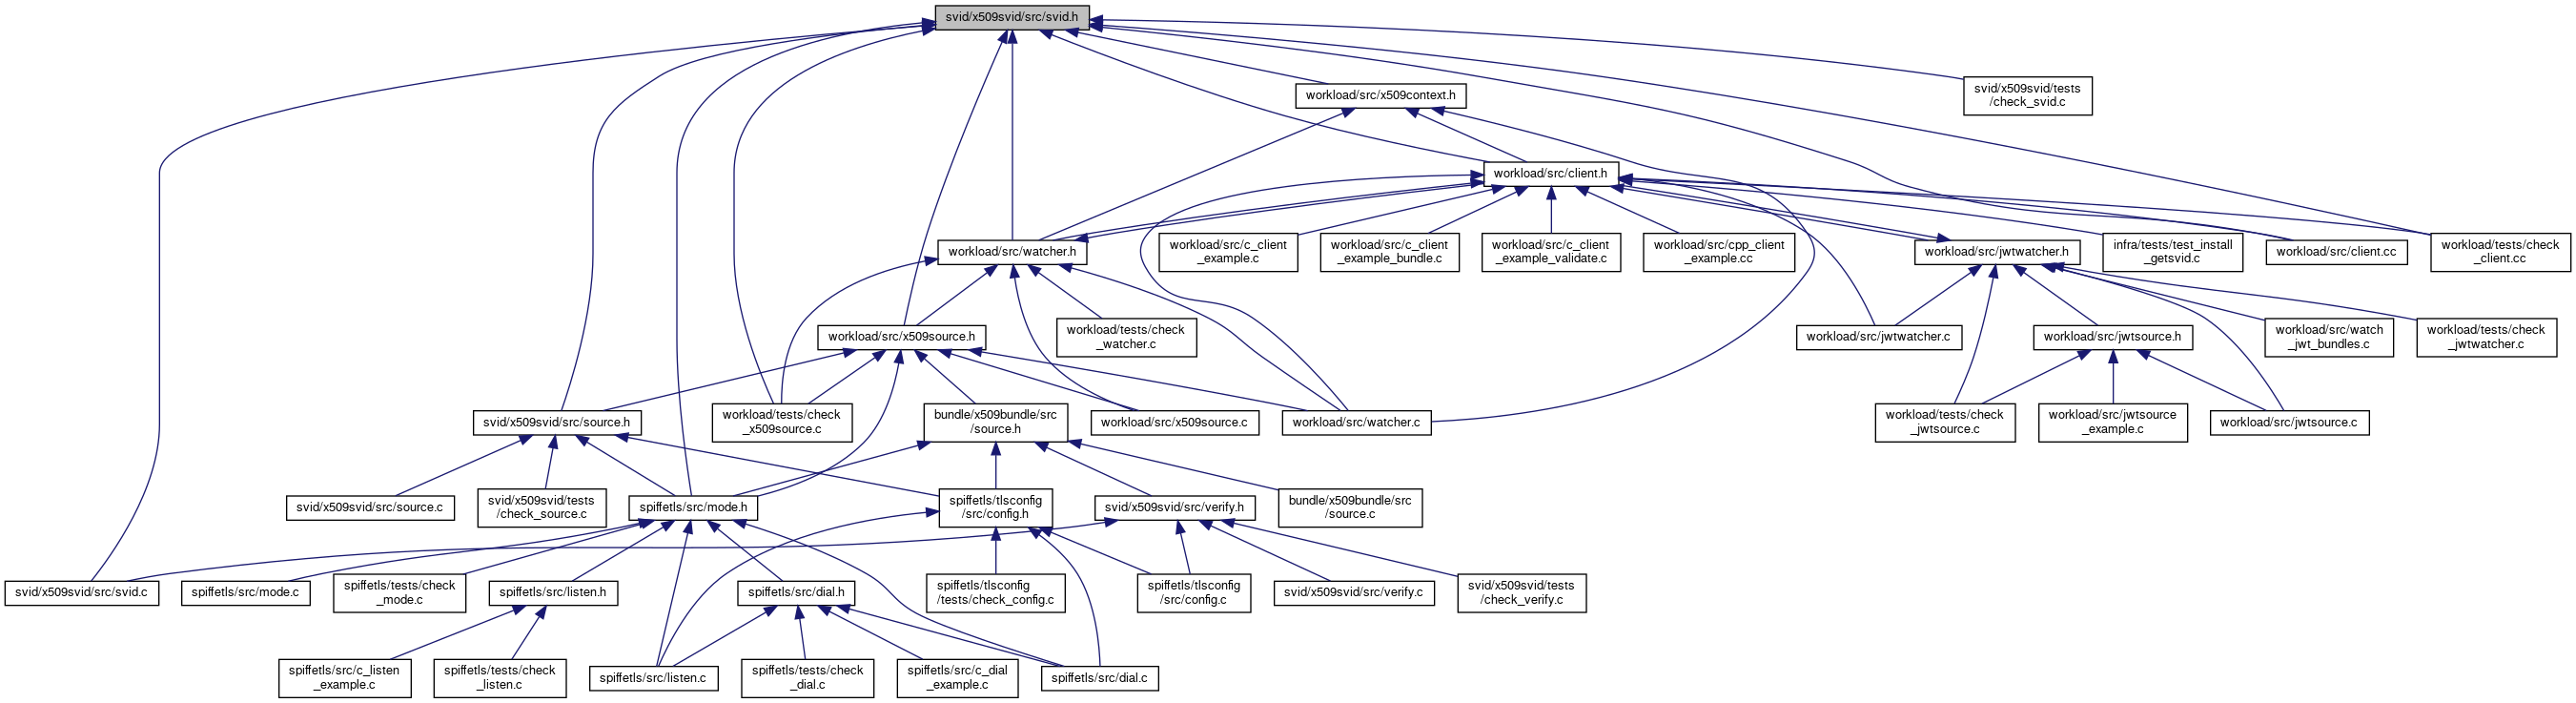 svid/x509svid/src/svid.h
svid/x509svid/tests
/check_svid.c
workload/src/x509context.h
workload/src/client.h
workload/src/watcher.h
workload/src/c_client
_example.c
workload/src/c_client
_example_bundle.c
workload/src/c_client
_example_validate.c
workload/src/cpp_client
_example.cc
workload/src/jwtwatcher.h
infra/tests/test_install
_getsvid.c
workload/src/client.cc
workload/tests/check
_client.cc
workload/src/x509source.h
workload/tests/check
_watcher.c
workload/src/jwtwatcher.c
workload/src/jwtsource.h
workload/src/watch
_jwt_bundles.c
workload/tests/check
_jwtwatcher.c
svid/x509svid/src/source.h
workload/tests/check
_x509source.c
bundle/x509bundle/src
/source.h
workload/src/x509source.c
workload/src/watcher.c
workload/tests/check
_jwtsource.c
workload/src/jwtsource
_example.c
workload/src/jwtsource.c
svid/x509svid/src/source.c
svid/x509svid/tests
/check_source.c
spiffetls/src/mode.h
spiffetls/tlsconfig
/src/config.h
svid/x509svid/src/verify.h
bundle/x509bundle/src
/source.c
svid/x509svid/src/svid.c
spiffetls/src/mode.c
spiffetls/tests/check
_mode.c
spiffetls/src/listen.h
spiffetls/src/dial.h
spiffetls/tlsconfig
/tests/check_config.c
spiffetls/tlsconfig
/src/config.c
svid/x509svid/src/verify.c
svid/x509svid/tests
/check_verify.c
spiffetls/src/c_listen
_example.c
spiffetls/tests/check
_listen.c
spiffetls/src/listen.c
spiffetls/tests/check
_dial.c
spiffetls/src/c_dial
_example.c
spiffetls/src/dial.c